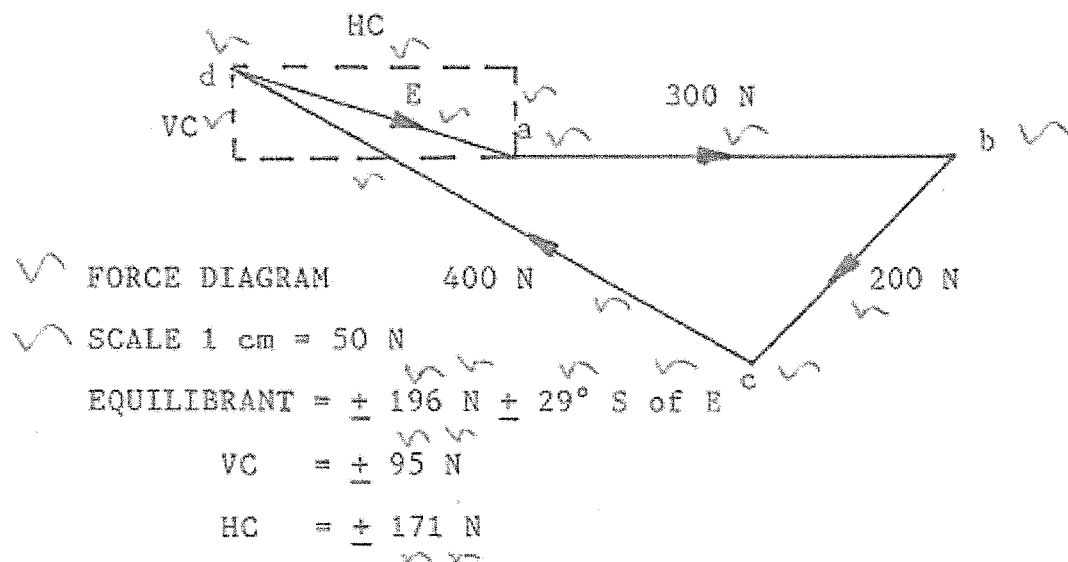 HC
d
E
300 N
VC
a
b
FORCE DIAGRAM
400 N
200 N
SCALE 1 cm = 50 N
c
EQUILIBRANT = ± 196 N ± 29° S of E
VC = ± 95 N
HC = ± 171 N